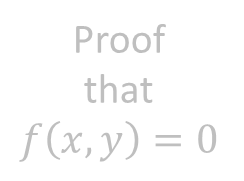 Proof
that
𝑓(𝑥, 𝑦) = 0